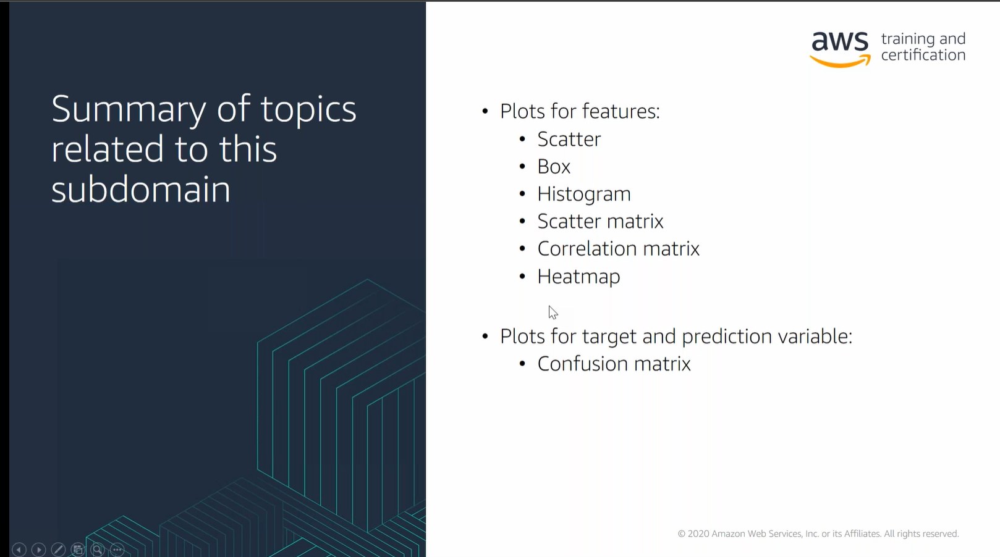 aws training and
certification
Summary of topics
related to this
subdomain
• Plots for features:
• Scatter
• Box
• Histogram
• Scatter matrix
• Correlation matrix
• Heatmap
• Plots for target and prediction variable:
• Confusion matrix
© 2020 Amazon Web Services, Inc. or its Affiliates. All rights reserved.